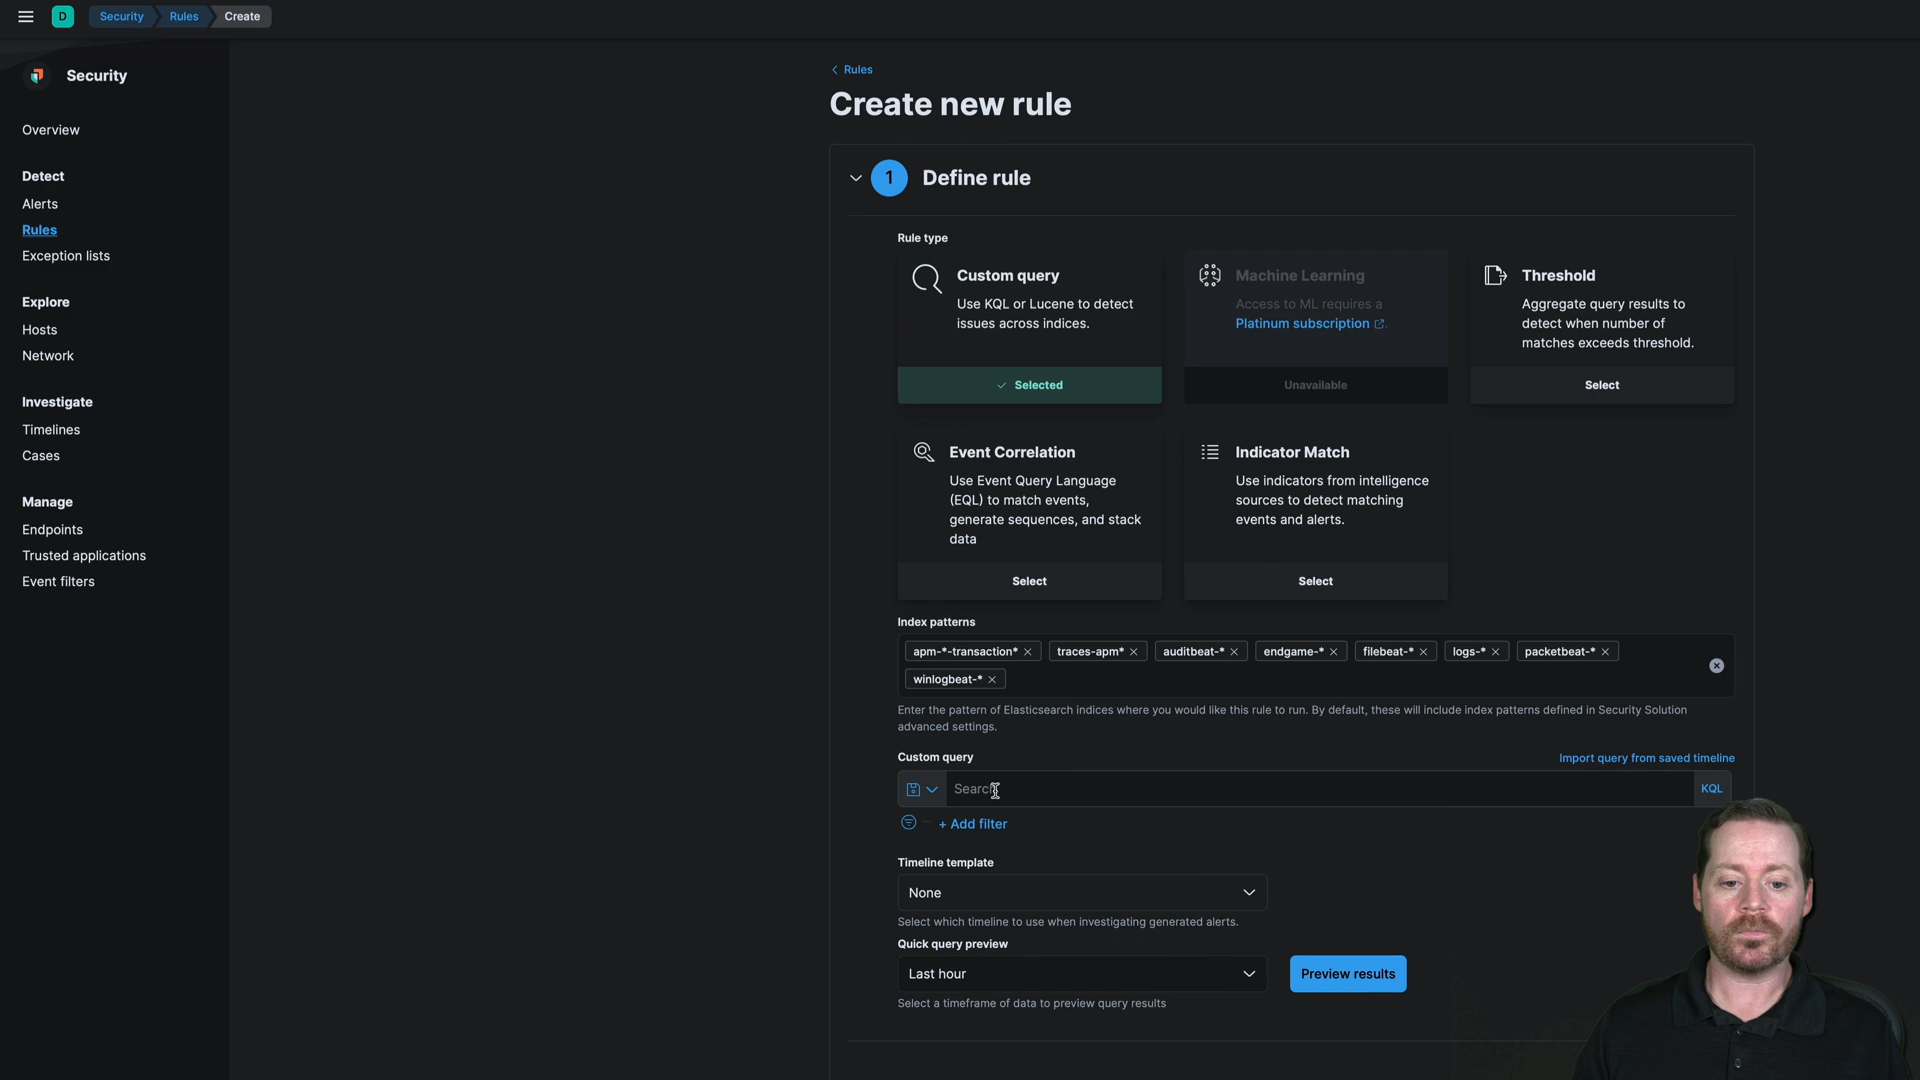 D
Security
Rules
Create
Security
Overview
Detect
Alerts
Rules
Exception lists
Explore
Hosts
Network
Investigate
Timelines
Cases
Manage
Endpoints
Trusted applications
Event filters
Rules
Create new rule
1
Define rule
Rule type
Custom query
Use KQL or Lucene to detect
issues across indices.
Selected
Machine Learning
Access to ML requires a
Platinum subscription .
Unavailable
Threshold
Aggregate query results to
detect when number of
matches exceeds threshold.
Select
Event Correlation
Use Event Query Language
(EQL) to match events,
generate sequences, and stack
data
Select
Indicator Match
Use indicators from intelligence
sources to detect matching
events and alerts.
Select
Index patterns
apm-*-transaction* traces-apm* auditbeat-* endgame-* filebeat-* logs-* packetbeat-*
winlogbeat-*
Enter the pattern of Elasticsearch indices where you would like this rule to run. By default, these will include index patterns defined in Security Solution
advanced settings.
Custom query
Import query from saved timeline
Search
KQL
+ Add filter
Timeline template
None
Select which timeline to use when investigating generated alerts.
Quick query preview
Last hour
Preview results
Select a timeframe of data to preview query results